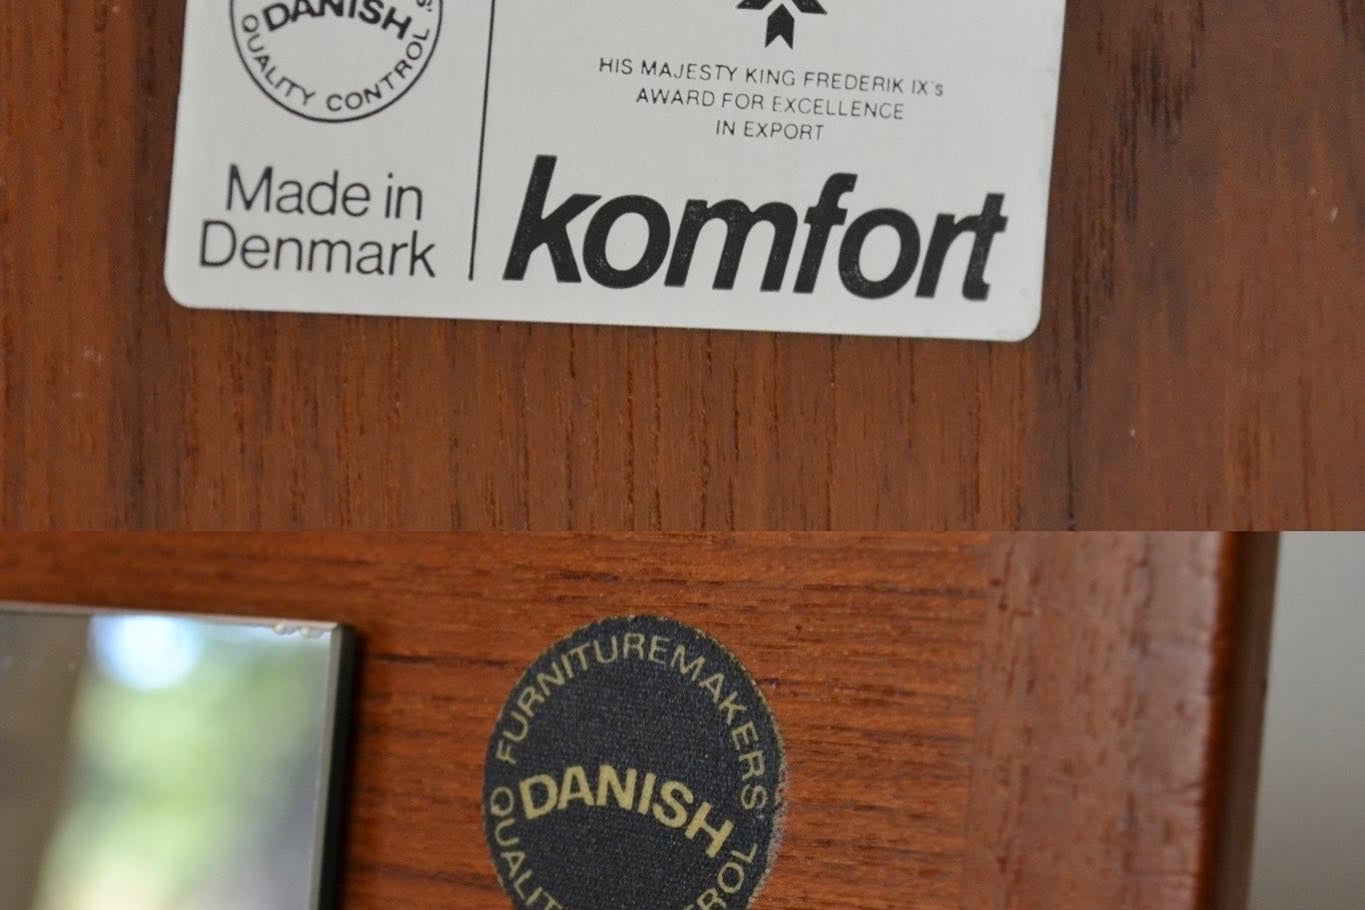 DANISH
QUALITY CONTROL
HIS MAJESTY KING FREDERIK IX's
AWARD FOR EXCELLENCE
IN EXPORT
Made in
Denmark
komfort
FURNITUREMAKERS'
DANISH